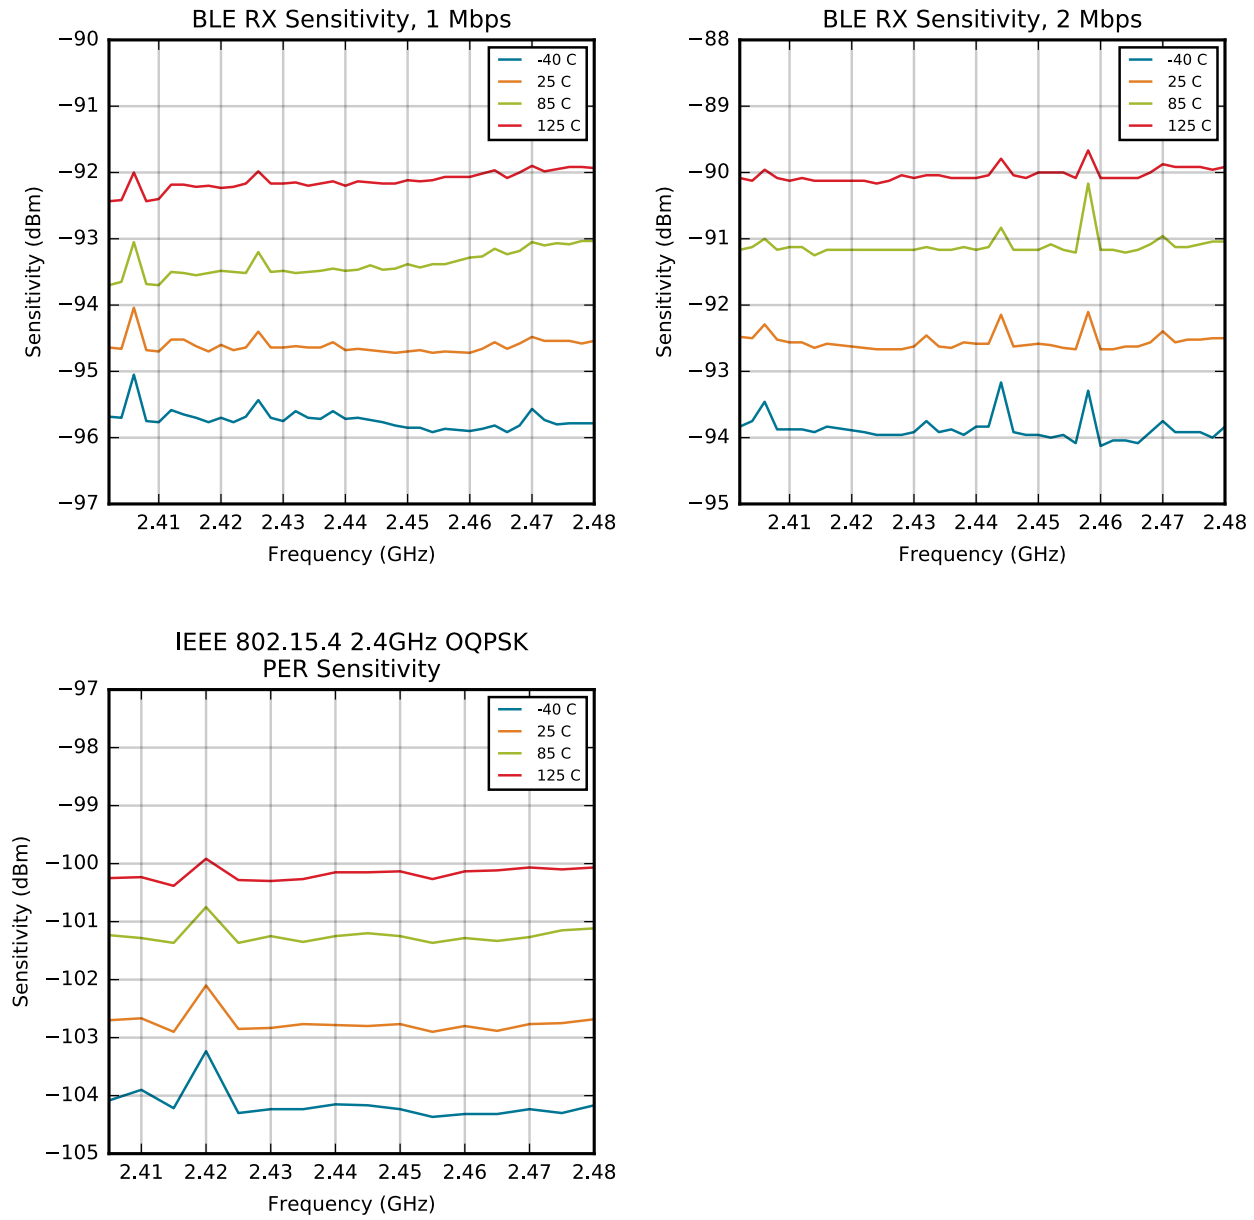 BLE RX Sensitivity, 1 Mbps
−90
−91
−92
−93
−94
−95
−96
−97
Sensitivity (dBm)
-40 C
25 C
85 C
125 C
2.41 2.42 2.43 2.44 2.45 2.46 2.47 2.48
Frequency (GHz)
BLE RX Sensitivity, 2 Mbps
−88
−89
−90
−91
−92
−93
−94
−95
Sensitivity (dBm)
-40 C
25 C
85 C
125 C
2.41 2.42 2.43 2.44 2.45 2.46 2.47 2.48
Frequency (GHz)
IEEE 802.15.4 2.4GHz OQPSK
PER Sensitivity
−97
−98
−99
−100
−101
−102
−103
−104
−105
Sensitivity (dBm)
-40 C
25 C
85 C
125 C
2.41 2.42 2.43 2.44 2.45 2.46 2.47 2.48
Frequency (GHz)